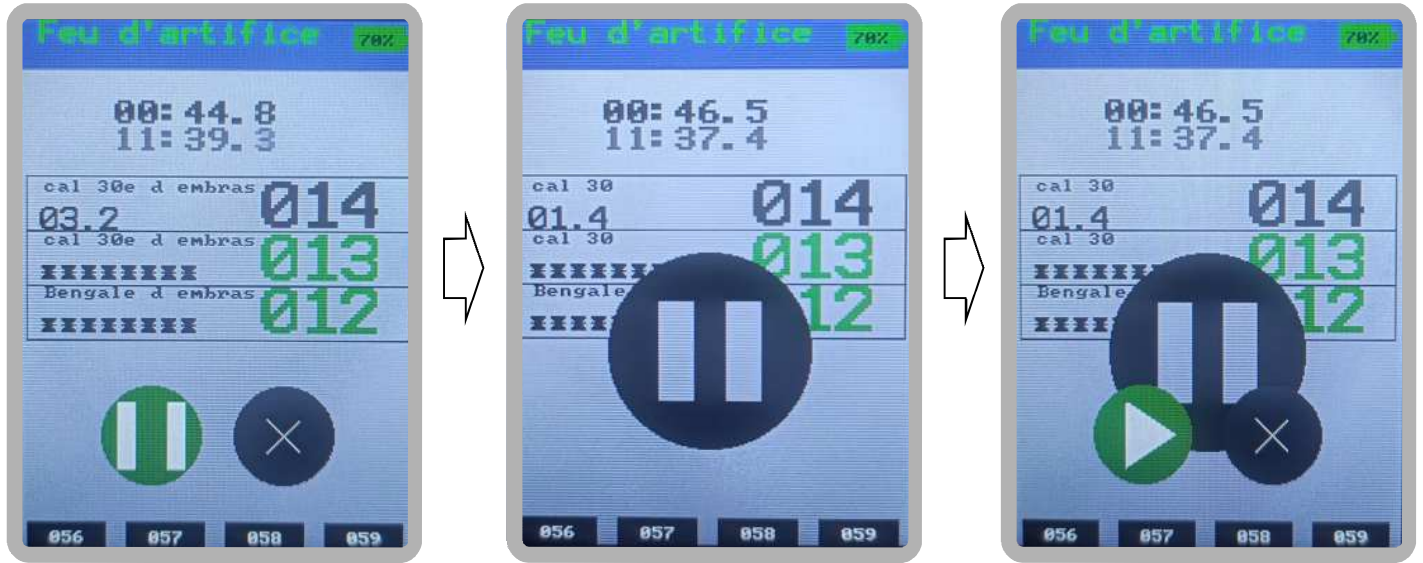 Feu d'artifice 70%
00:44.8
11:39.3
cal 30e d embras 014
03.2
cal 30e d embras 013
Bengale d embras 012
056 057 058 059
Feu d'artifice 70%
00:46.5
11:37.4
cal 30 014
01.4
cal 30 013
Bengale 12
056 057 058 059
Feu d'artifice 70%
00:46.5
11:37.4
cal 30 014
01.4
cal 30 013
Bengale 12
056 057 058 059